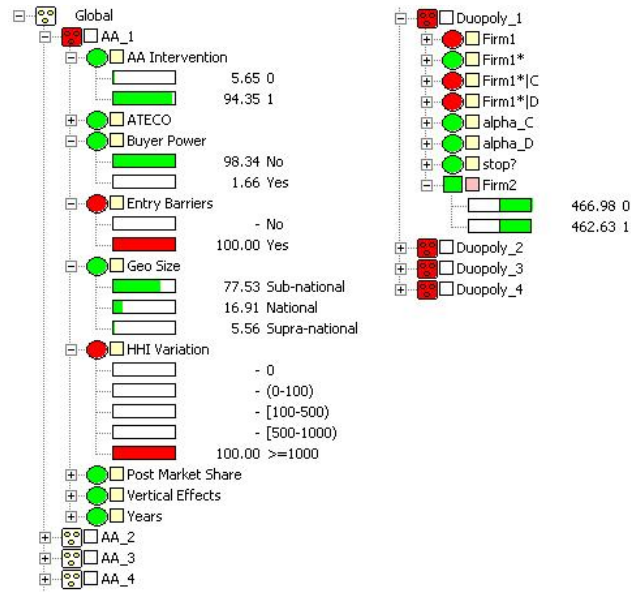 Global
AA_1
AA Intervention
5.65 0
94.35 1
ATECO
Buyer Power
98.34 No
1.66 Yes
Entry Barriers
- No
100.00 Yes
Geo Size
77.53 Sub-national
16.91 National
5.56 Supra-national
HHI Variation
- 0
- (0-100)
- [100-500)
- [500-1000)
100.00 >=1000
Post Market Share
Vertical Effects
Years
AA_2
AA_3
AA_4
Duopoly_1
Firm1
Firm1*
Firm1*|C
Firm1*|D
alpha_C
alpha_D
stop?
Firm2
466.98 0
462.63 1
Duopoly_2
Duopoly_3
Duopoly_4